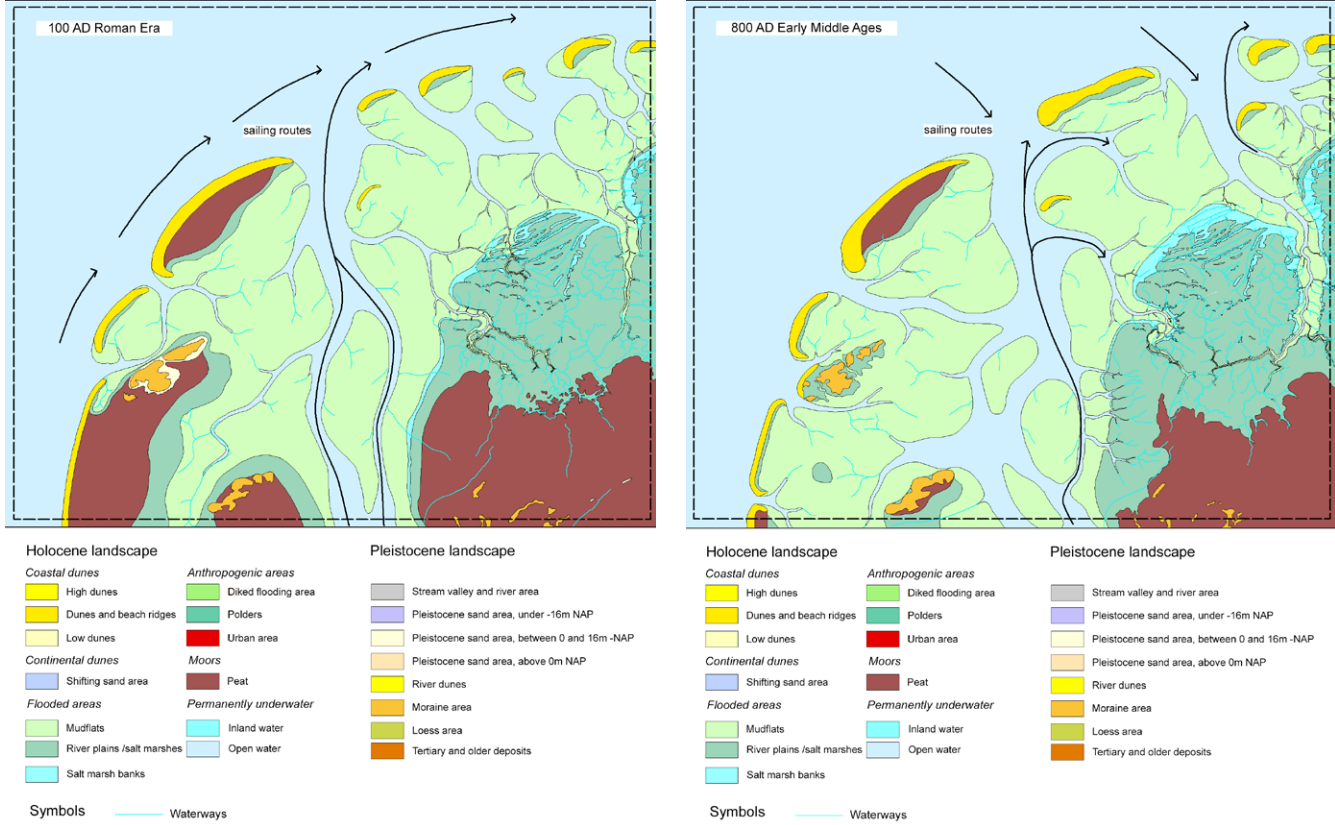 100 AD Roman Era
sailing routes
Holocene landscape
Coastal dunes
High dunes
Dunes and beach ridges
Low dunes
Continental dunes
Shifting sand area
Flooded areas
Mudflats
River plains /salt marshes
Salt marsh banks
Anthropogenic areas
Diked flooding area
Polders
Urban area
Moors
Peat
Permanently underwater
Inland water
Open water
Pleistocene landscape
Stream valley and river area
Pleistocene sand area, under -16m NAP
Pleistocene sand area, between 0 and 16m -NAP
Pleistocene sand area, above 0m NAP
River dunes
Moraine area
Loess area
Tertiary and older deposits
Symbols
Waterways
800 AD Early Middle Ages
sailing routes
Holocene landscape
Coastal dunes
High dunes
Dunes and beach ridges
Low dunes
Continental dunes
Shifting sand area
Flooded areas
Mudflats
River plains /salt marshes
Salt marsh banks
Anthropogenic areas
Diked flooding area
Polders
Urban area
Moors
Peat
Permanently underwater
Inland water
Open water
Pleistocene landscape
Stream valley and river area
Pleistocene sand area, under -16m NAP
Pleistocene sand area, between 0 and 16m -NAP
Pleistocene sand area, above 0m NAP
River dunes
Moraine area
Loess area
Tertiary and older deposits
Symbols
Waterways